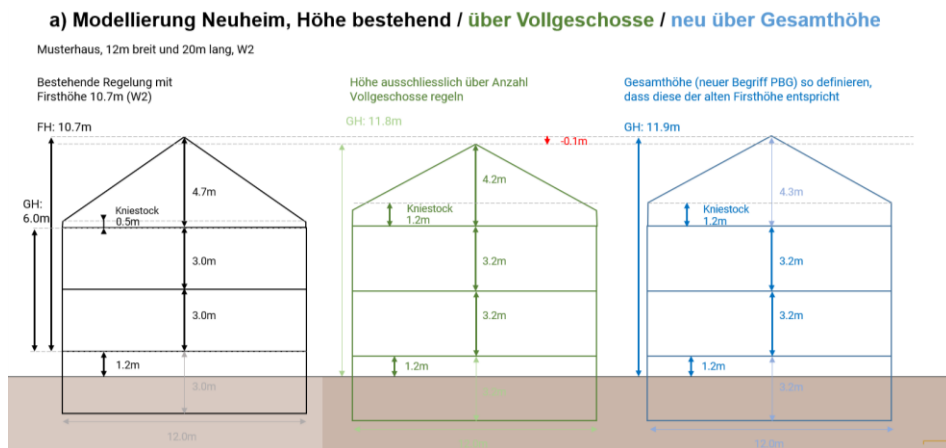 a) Modellierung Neuheim, Höhe bestehend / über Vollgeschosse / neu über Gesamthöhe
Musterhaus, 12m breit und 20m lang, W2
Bestehende Regelung mit
Firsthöhe 10.7m (W2)
FH: 10.7m
GH:
6.0m
4.7m
Kniestock
0.5m
3.0m
3.0m
1.2m
3.0m
12.0m
Höhe ausschliesslich über Anzahl
Vollgeschosse regeln
GH: 11.8m
-0.1m
4.2m
Kniestock
1.2m
3.2m
3.2m
1.2m
Gesamthöhe (neuer Begriff PBG) so definieren,
dass diese der alten Firsthöhe entspricht
GH: 11.9m
4.3m
Kniestock
1.2m
3.2m
3.2m
1.2m
3.2m
12.0m